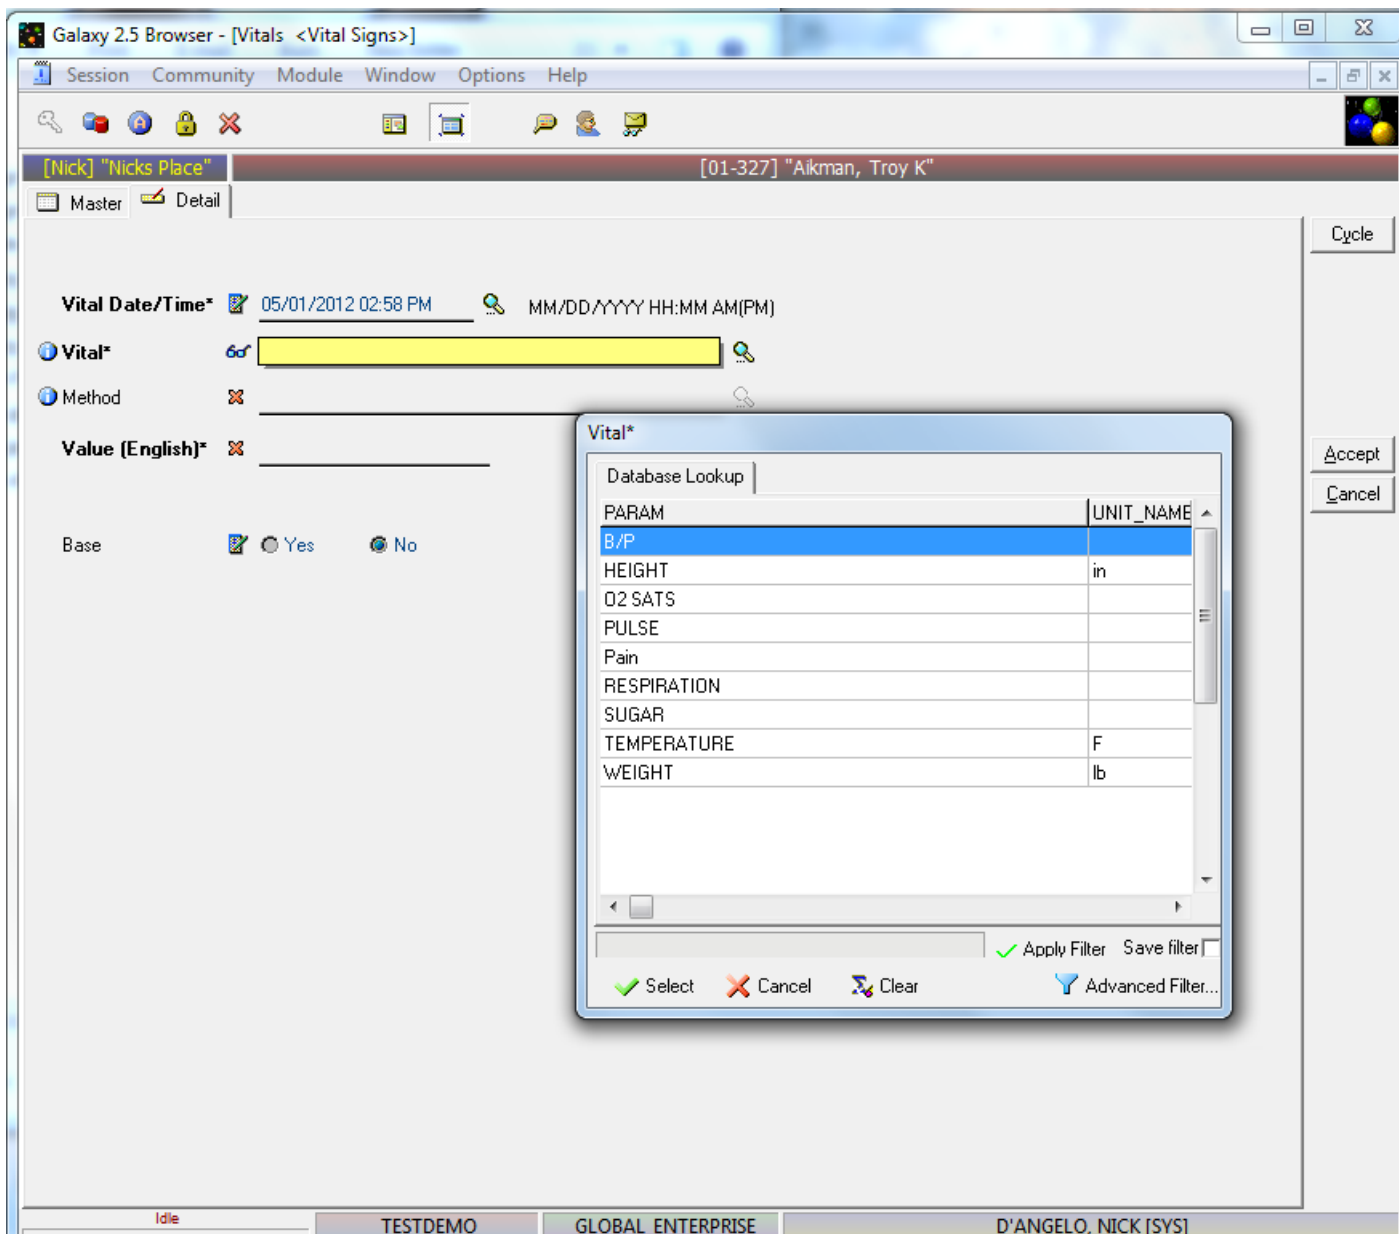 Galaxy 2.5 Browser - [Vitals <Vital Signs>]
Session Community Module Window Options Help
[Nick] "Nicks Place" [01-327] "Aikman, Troy K"
Master Detail
Cycle
Vital Date/Time* 05/01/2012 02:58 PM MM/DD/YYYY HH:MM AM(PM)
Vital*
Method
Value (English)*
Accept
Cancel
Base Yes No
Vital*
Database Lookup
PARAM UNIT_NAME
B/P
HEIGHT in
O2 SATS
PULSE
Pain
RESPIRATION
SUGAR
TEMPERATURE F
WEIGHT lb
Apply Filter Save filter
Select Cancel Clear Advanced Filter...
Idle TESTDEMO GLOBAL ENTERPRISE D'ANGELO, NICK [SYS]